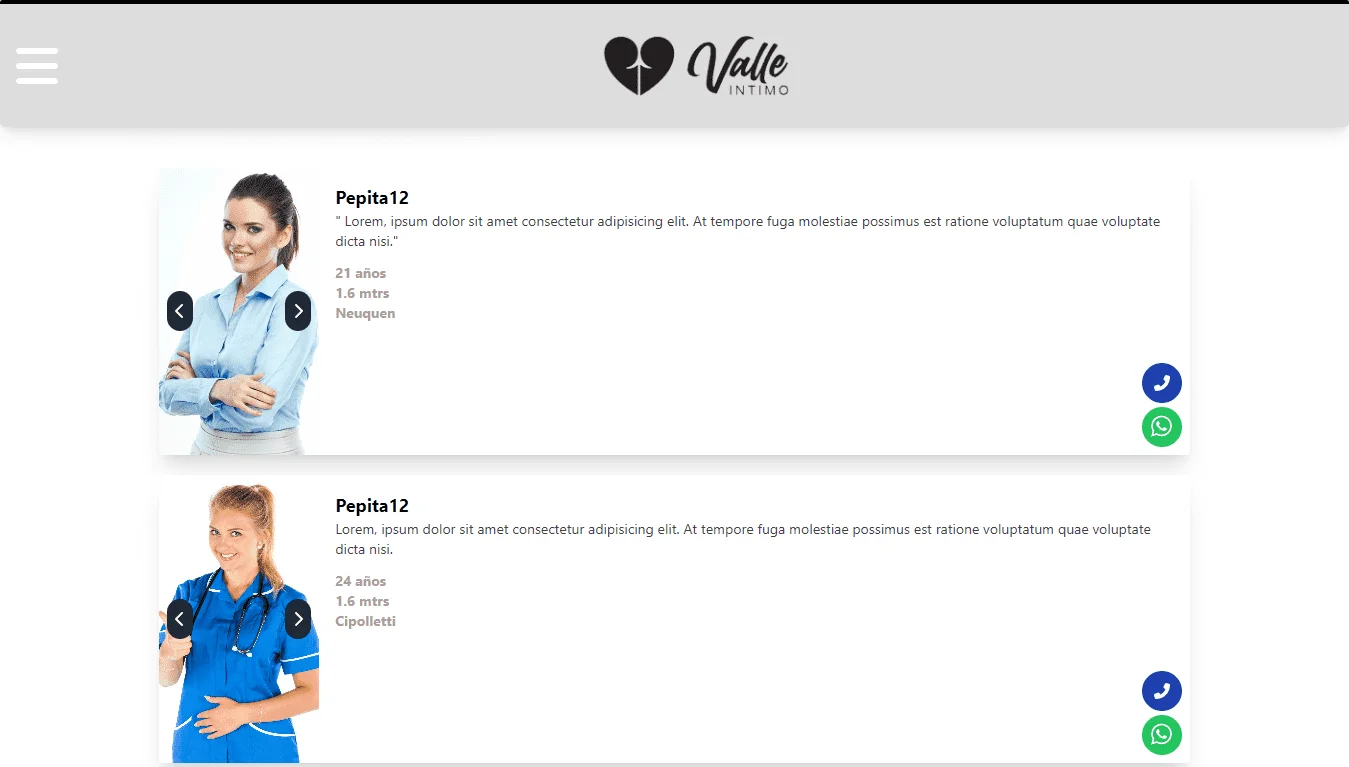 Valle
INTIMO
Pepita12
" Lorem, ipsum dolor sit amet consectetur adipisicing elit. At tempore fuga molestiae possimus est ratione voluptatum quae voluptate
dicta nisi."
21 años
1.6 mtrs
Neuquen
Pepita12
Lorem, ipsum dolor sit amet consectetur adipisicing elit. At tempore fuga molestiae possimus est ratione voluptatum quae voluptate
dicta nisi.
24 años
1.6 mtrs
Cipolletti